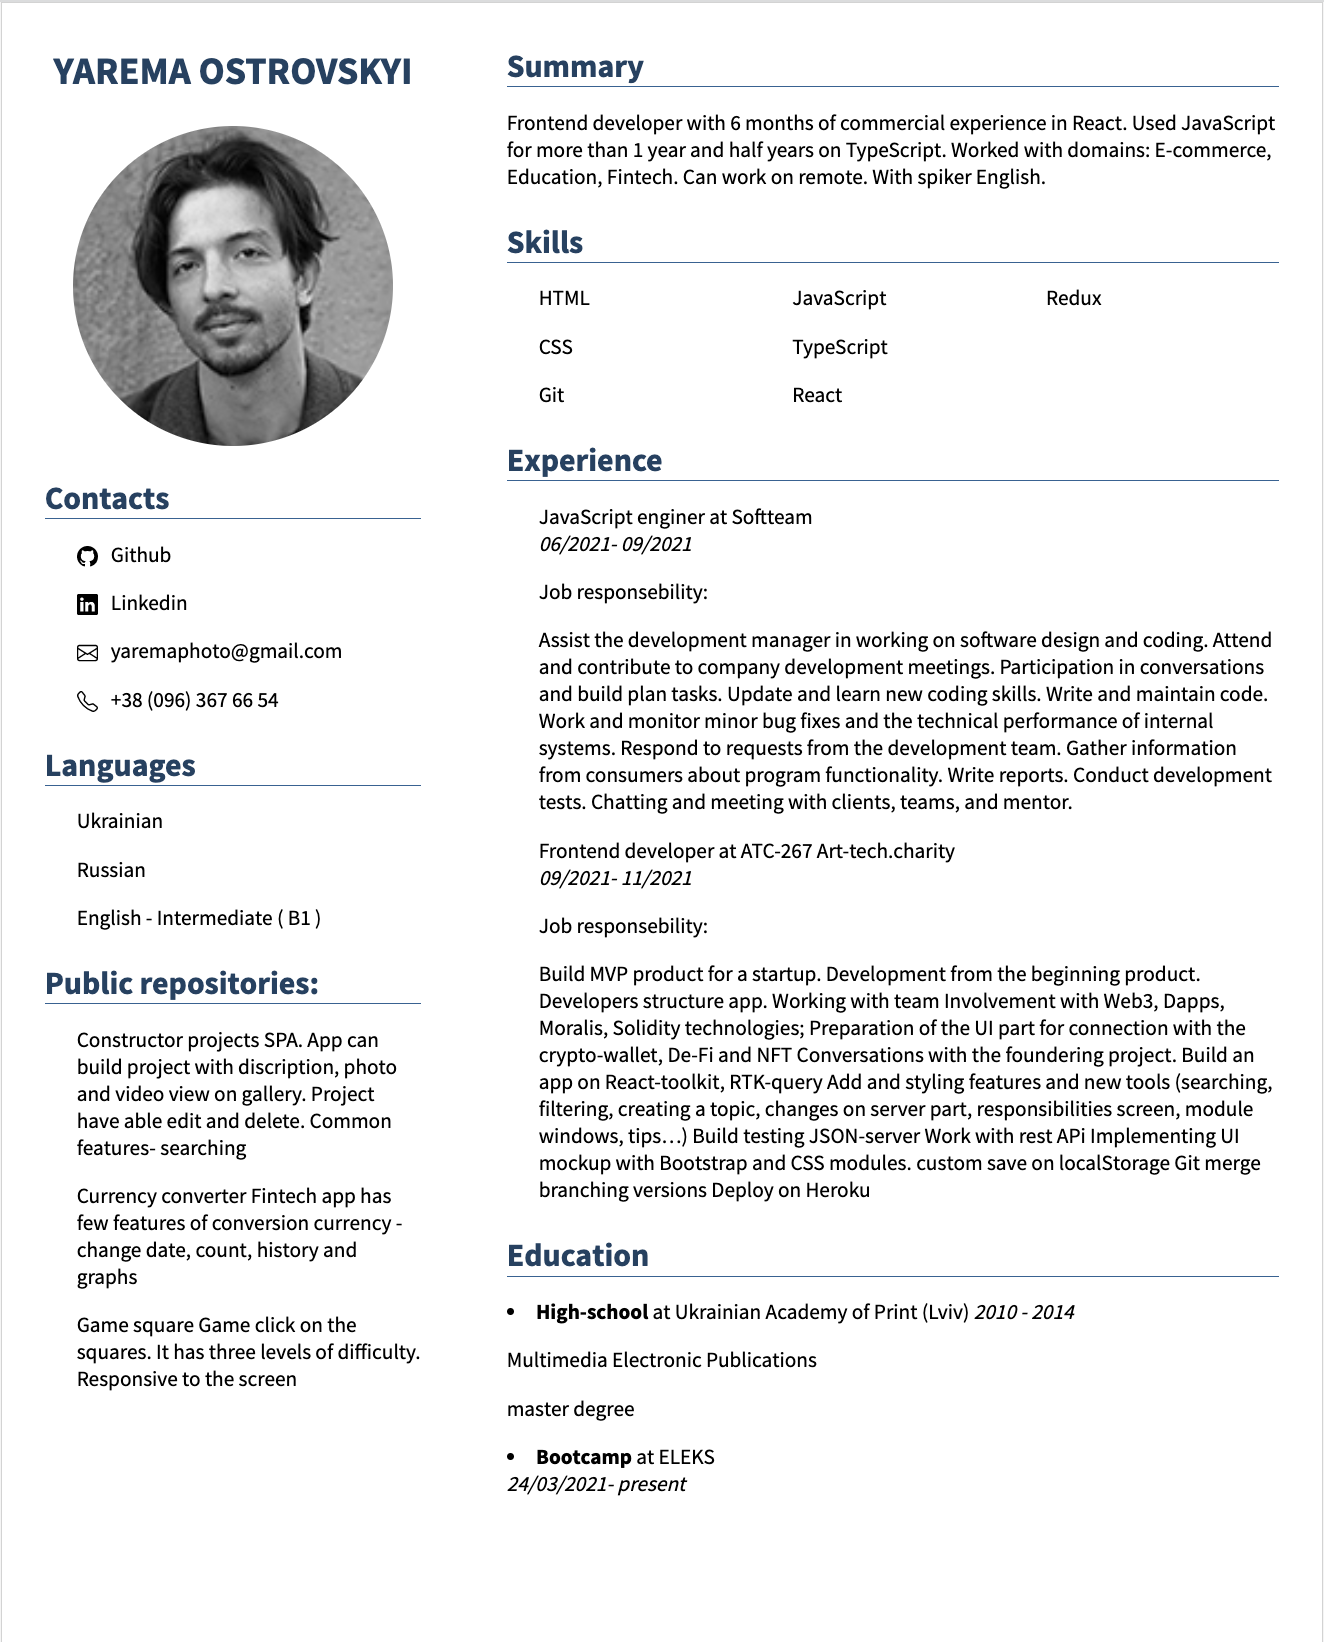 YAREMA OSTROVSKYI
Contacts
Github
Linkedin
yaremaphoto@gmail.com
+38 (096) 367 66 54
Languages
Ukrainian
Russian
English - Intermediate ( B1 )
Public repositories:
Constructor projects SPA. App can
build project with discription, photo
and video view on gallery. Project
have able edit and delete. Common
features- searching
Currency converter Fintech app has
few features of conversion currency -
change date, count, history and
graphs
Game square Game click on the
squares. It has three levels of difficulty.
Responsive to the screen
Summary
Frontend developer with 6 months of commercial experience in React. Used JavaScript
for more than 1 year and half years on TypeScript. Worked with domains: E-commerce,
Education, Fintech. Can work on remote. With spiker English.
Skills
HTML JavaScript Redux
CSS TypeScript
Git React
Experience
JavaScript enginer at Softteam
06/2021- 09/2021
Job responsebility:
Assist the development manager in working on software design and coding. Attend
and contribute to company development meetings. Participation in conversations
and build plan tasks. Update and learn new coding skills. Write and maintain code.
Work and monitor minor bug fixes and the technical performance of internal
systems. Respond to requests from the development team. Gather information
from consumers about program functionality. Write reports. Conduct development
tests. Chatting and meeting with clients, teams, and mentor.
Frontend developer at ATC-267 Art-tech.charity
09/2021- 11/2021
Job responsebility:
Build MVP product for a startup. Development from the beginning product.
Developers structure app. Working with team Involvement with Web3, Dapps,
Moralis, Solidity technologies; Preparation of the UI part for connection with the
crypto-wallet, De-Fi and NFT Conversations with the foundering project. Build an
app on React-toolkit, RTK-query Add and styling features and new tools (searching,
filtering, creating a topic, changes on server part, responsibilities screen, module
windows, tips…) Build testing JSON-server Work with rest APi Implementing UI
mockup with Bootstrap and CSS modules. custom save on localStorage Git merge
branching versions Deploy on Heroku
Education
• High-school at Ukrainian Academy of Print (Lviv) 2010 - 2014
Multimedia Electronic Publications
master degree
• Bootcamp at ELEKS
24/03/2021- present